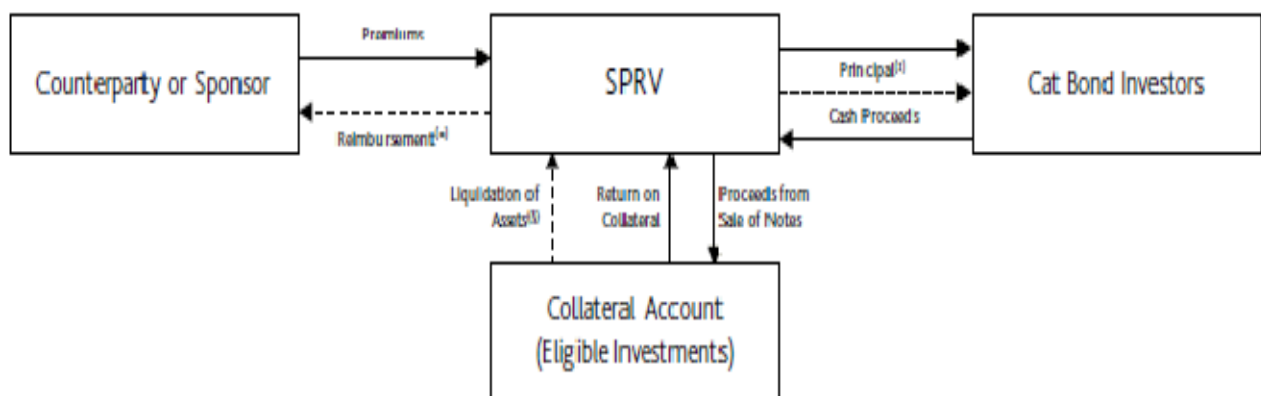 Premiums
Counterparty or Sponsor
Reimbursement(*)
SPRV
Principal
Cash Proceeds
Cat Bond Investors
Liquidation of
Assets(§)
Return on
Collateral
Proceeds from
Sale of Notes
Collateral Account
(Eligible Investments)